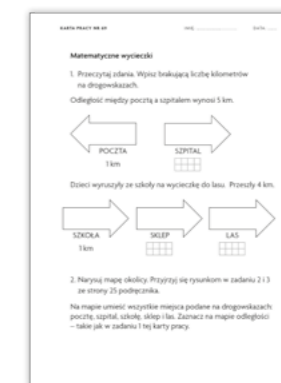 KARTA PRACY NR 49 IMIĘ DATA
Matematyczne wycieczki
1. Przeczytaj zdania. Wpisz brakującą liczbę kilometrów
na drogowskazach.
Odległość między pocztą a szpitalem wynosi 5 km.
POCZTA SZPITAL
1 km
Dzieci wyruszyły ze szkoły na wycieczkę do lasu. Przeszły 4 km.
SZKOŁA SKLEP LAS
1 km
2. Narysuj mapę okolicy. Przyjrzyj się rysunkom w zadaniu 2 i 3
ze strony 25 podręcznika.
Na mapie umieść wszystkie miejsca podane na drogowskazach:
pocztę, szpital, szkołę, sklep i las. Zaznacz na mapie odległości
– takie jak w zadaniu 1 tej karty pracy.